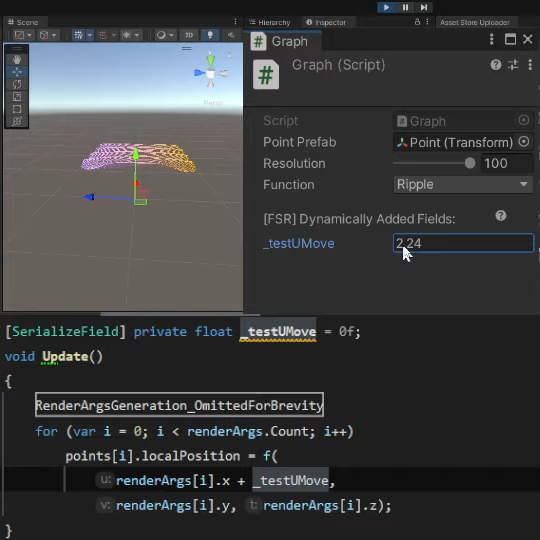 Scene
Hierarchy
Inspector
Asset Store Uploader
2D
Persp
Graph
Graph (Script)
Script
Graph
Point Prefab
Point (Transform)
Resolution
100
Function
Ripple
[FSR] Dynamically Added Fields:
_testUMove
2.24
[SerializeField] private float _testUMove = 0f;
void Update()
{
RenderArgsGeneration_OmittedForBrevity
for (var i = 0; i < renderArgs.Count; i++)
points[i].localPosition = f(
u: renderArgs[i].x + _testUMove,
v: renderArgs[i].y, t: renderArgs[i].z);
}